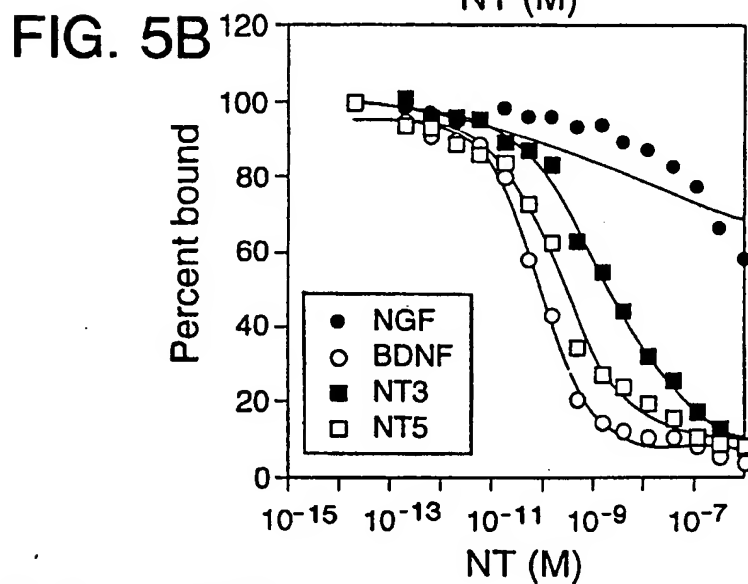 NT (M)
FIG. 5B
120
100
80
60
40
20
0
Percent bound
NGF
BDNF
NT3
NT5
10⁻¹⁵ 10⁻¹³ 10⁻¹¹ 10⁻⁹ 10⁻⁷
NT (M)